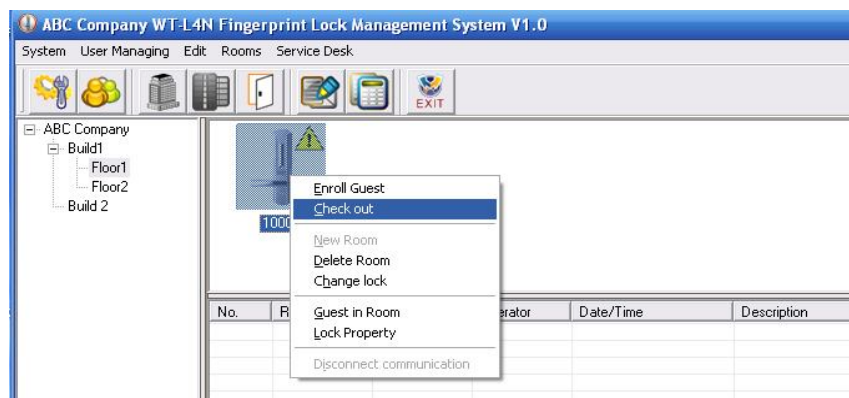 ABC Company WT-L4N Fingerprint Lock Management System V1.0
System User Managing Edit Rooms Service Desk
EXIT
ABC Company
Build1
Floor1
Floor2
Build 2
1000
Enroll Guest
Check out
New Room
Delete Room
Change lock
Guest in Room
Lock Property
Disconnect communication
No. Date/Time Description